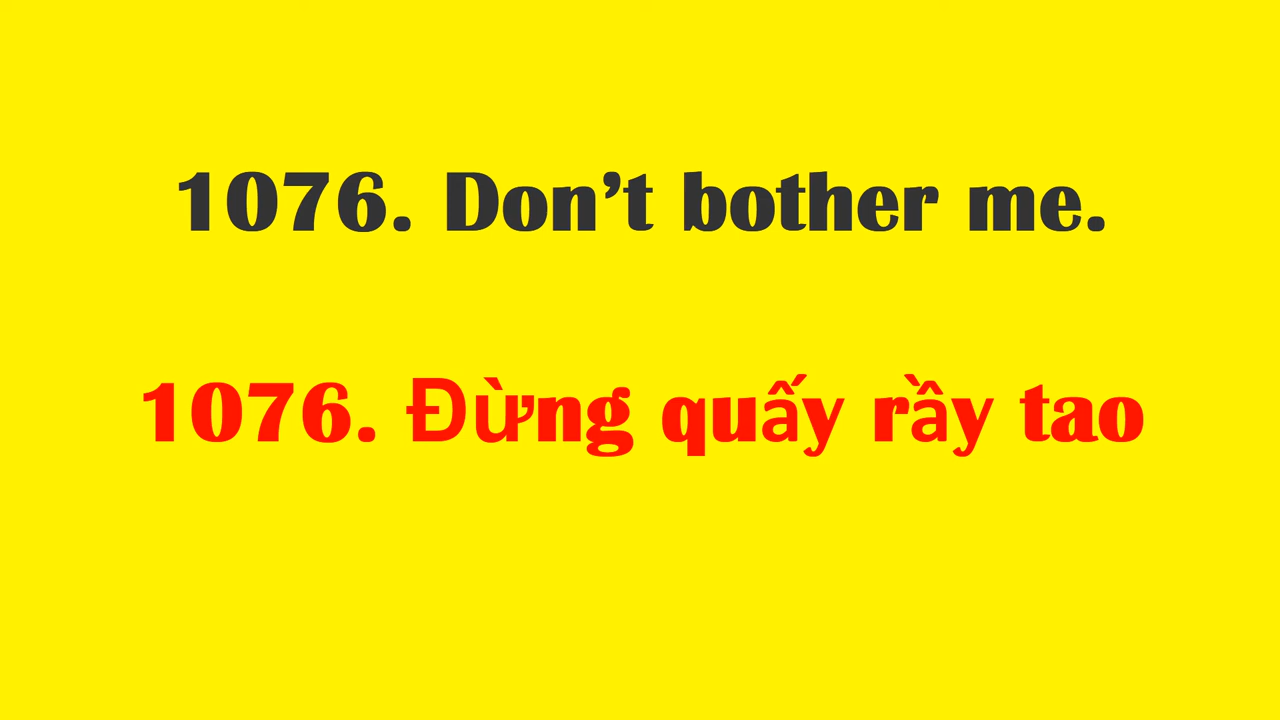 1076. Don’t bother me.
1076. Đừng quấy rầy tao